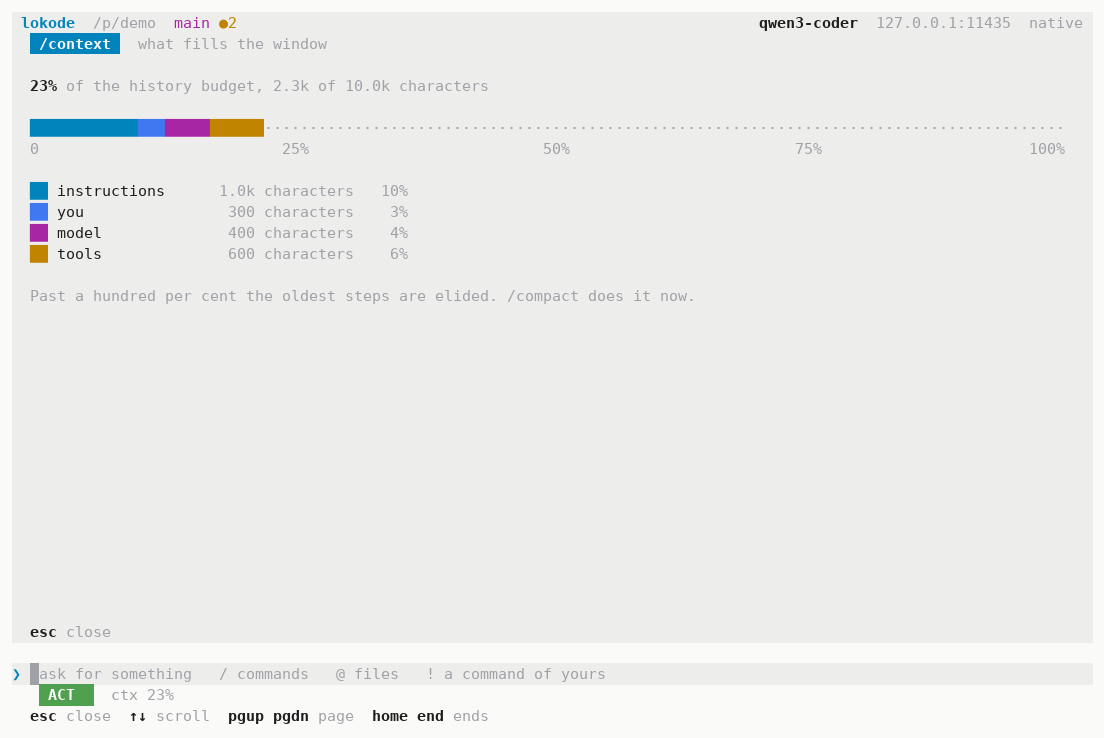 lokode  /p/demo  main ●2  qwen3-coder  127.0.0.1:11435  native
/context  what fills the window
23% of the history budget, 2.3k of 10.0k characters
0  25%  50%  75%  100%
instructions  1.0k characters  10%
you  300 characters  3%
model  400 characters  4%
tools  600 characters  6%
Past a hundred per cent the oldest steps are elided. /compact does it now.
esc close
❯ ask for something  / commands  @ files  ! a command of yours
ACT  ctx 23%
esc close  ↑↓ scroll  pgup pgdn page  home end ends